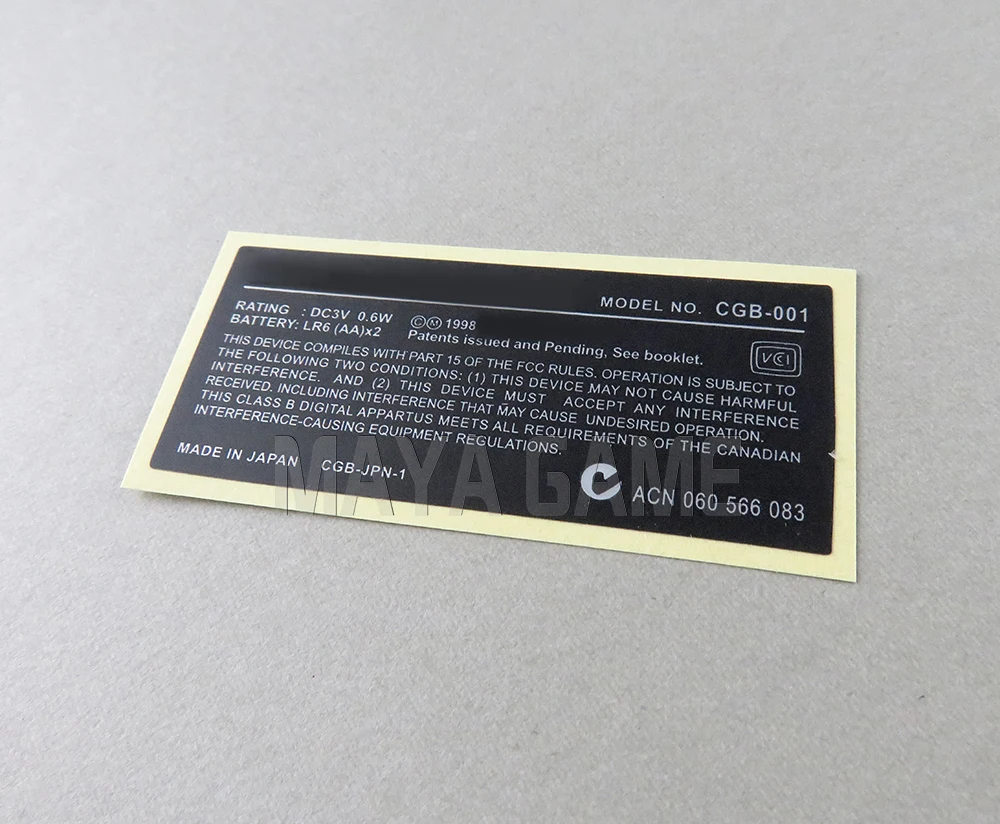 MODEL NO. CGB-001
RATING : DC3V 0.6W
BATTERY: LR6 (AA)x2
©Ⓜ 1998
Patents issued and Pending, See booklet.
VCI
THIS DEVICE COMPILES WITH PART 15 OF THE FCC RULES. OPERATION IS SUBJECT TO
THE FOLLOWING TWO CONDITIONS: (1) THIS DEVICE MAY NOT CAUSE HARMFUL
INTERFERENCE. AND (2) THIS DEVICE MUST ACCEPT ANY INTERFERENCE
RECEIVED. INCLUDING INTERFERENCE THAT MAY CAUSE UNDESIRED OPERATION.
THIS CLASS B DIGITAL APPARTUS MEETS ALL REQUIREMENTS OF THE CANADIAN
INTERFERENCE-CAUSING EQUIPMENT REGULATIONS.
MADE IN JAPAN CGB-JPN-1
ACN 060 566 083
MAYA GAME